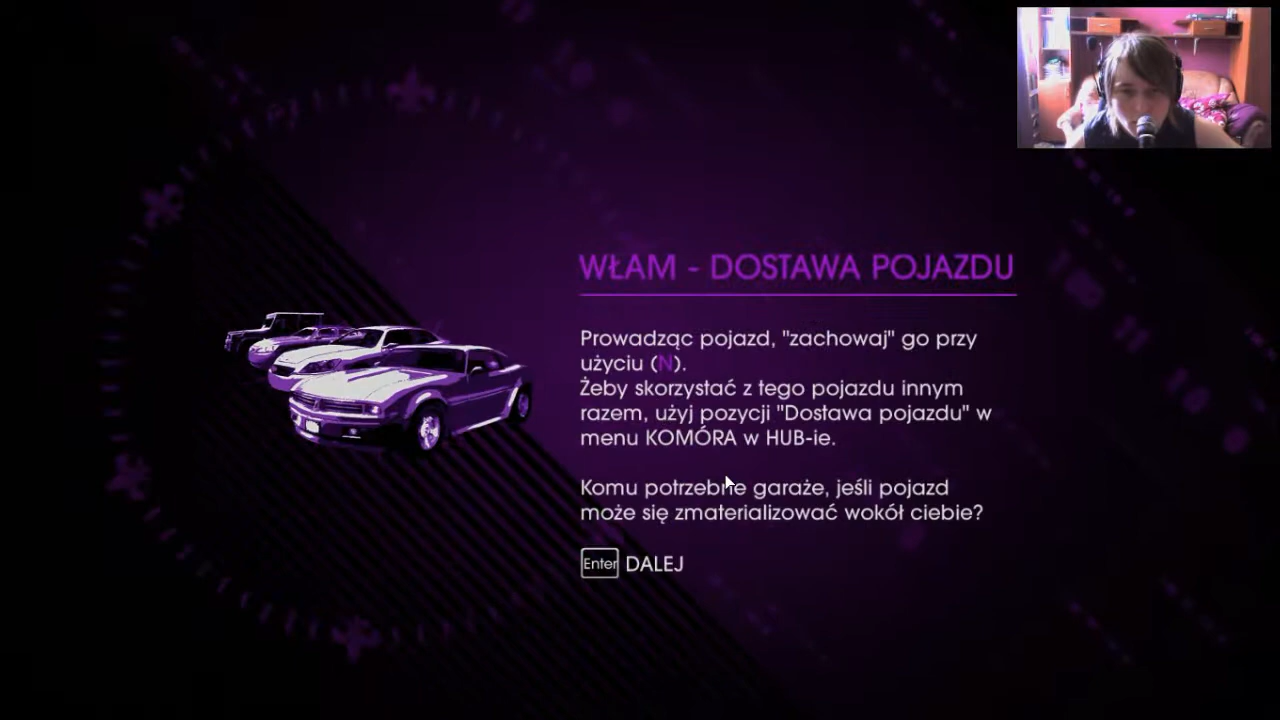 WŁAM - DOSTAWA POJAZDU
Prowadząc pojazd, "zachowaj" go przy
użyciu (N).
Żeby skorzystać z tego pojazdu innym
razem, użyj pozycji "Dostawa pojazdu" w
menu KOMÓRA w HUB-ie.
Komu potrzebne garaże, jeśli pojazd
może się zmaterializować wokół ciebie?
Enter DALEJ